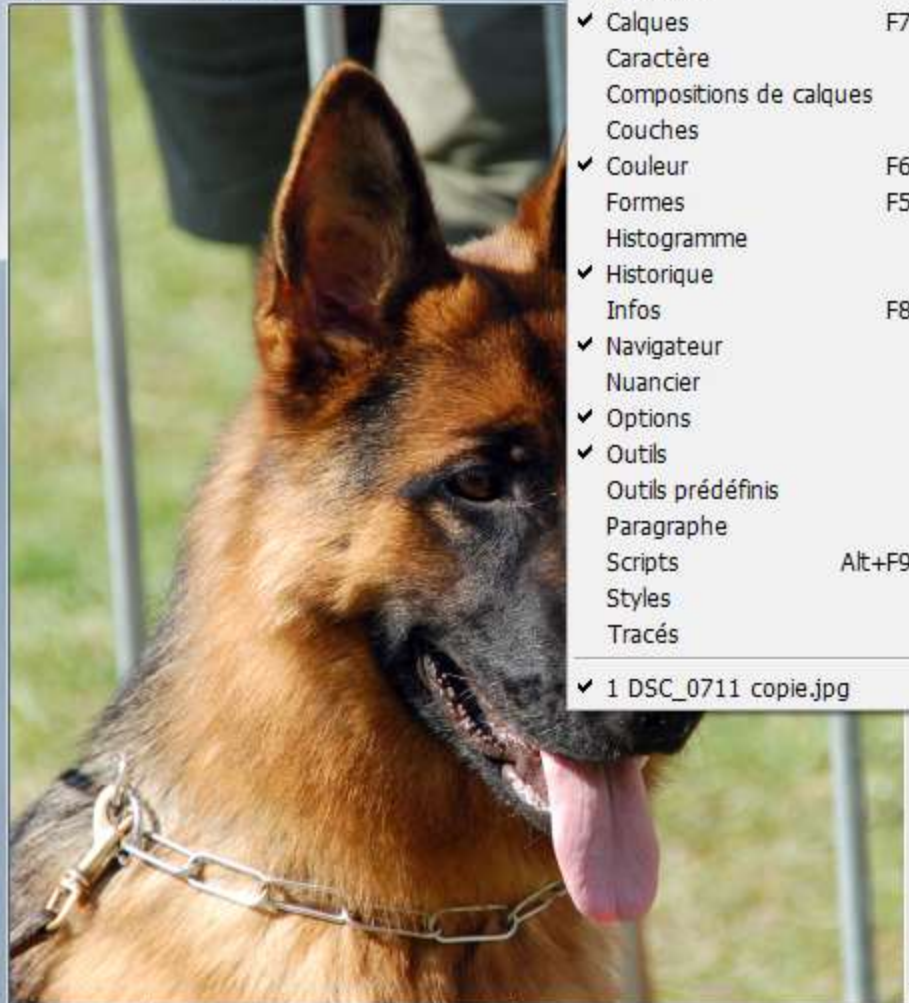 Calques F7
Caractère
Compositions de calques
Couches
Couleur F6
Formes F5
Histogramme
Historique
Infos F8
Navigateur
Nuancier
Options
Outils
Outils prédéfinis
Paragraphe
Scripts Alt+F9
Styles
Tracés
1 DSC_0711 copie.jpg